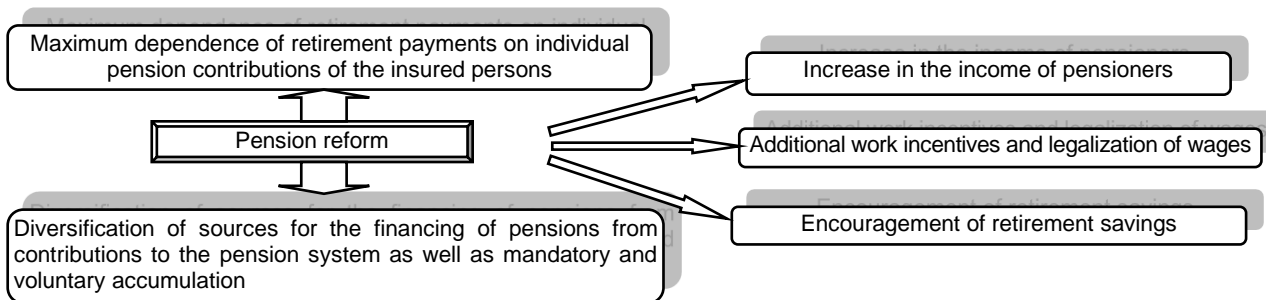 Maximum dependence of retirement payments on individual
pension contributions of the insured persons
Pension reform
Diversification of sources for the financing of pensions from
contributions to the pension system as well as mandatory and
voluntary accumulation
Increase in the income of pensioners
Additional work incentives and legalization of wages
Encouragement of retirement savings